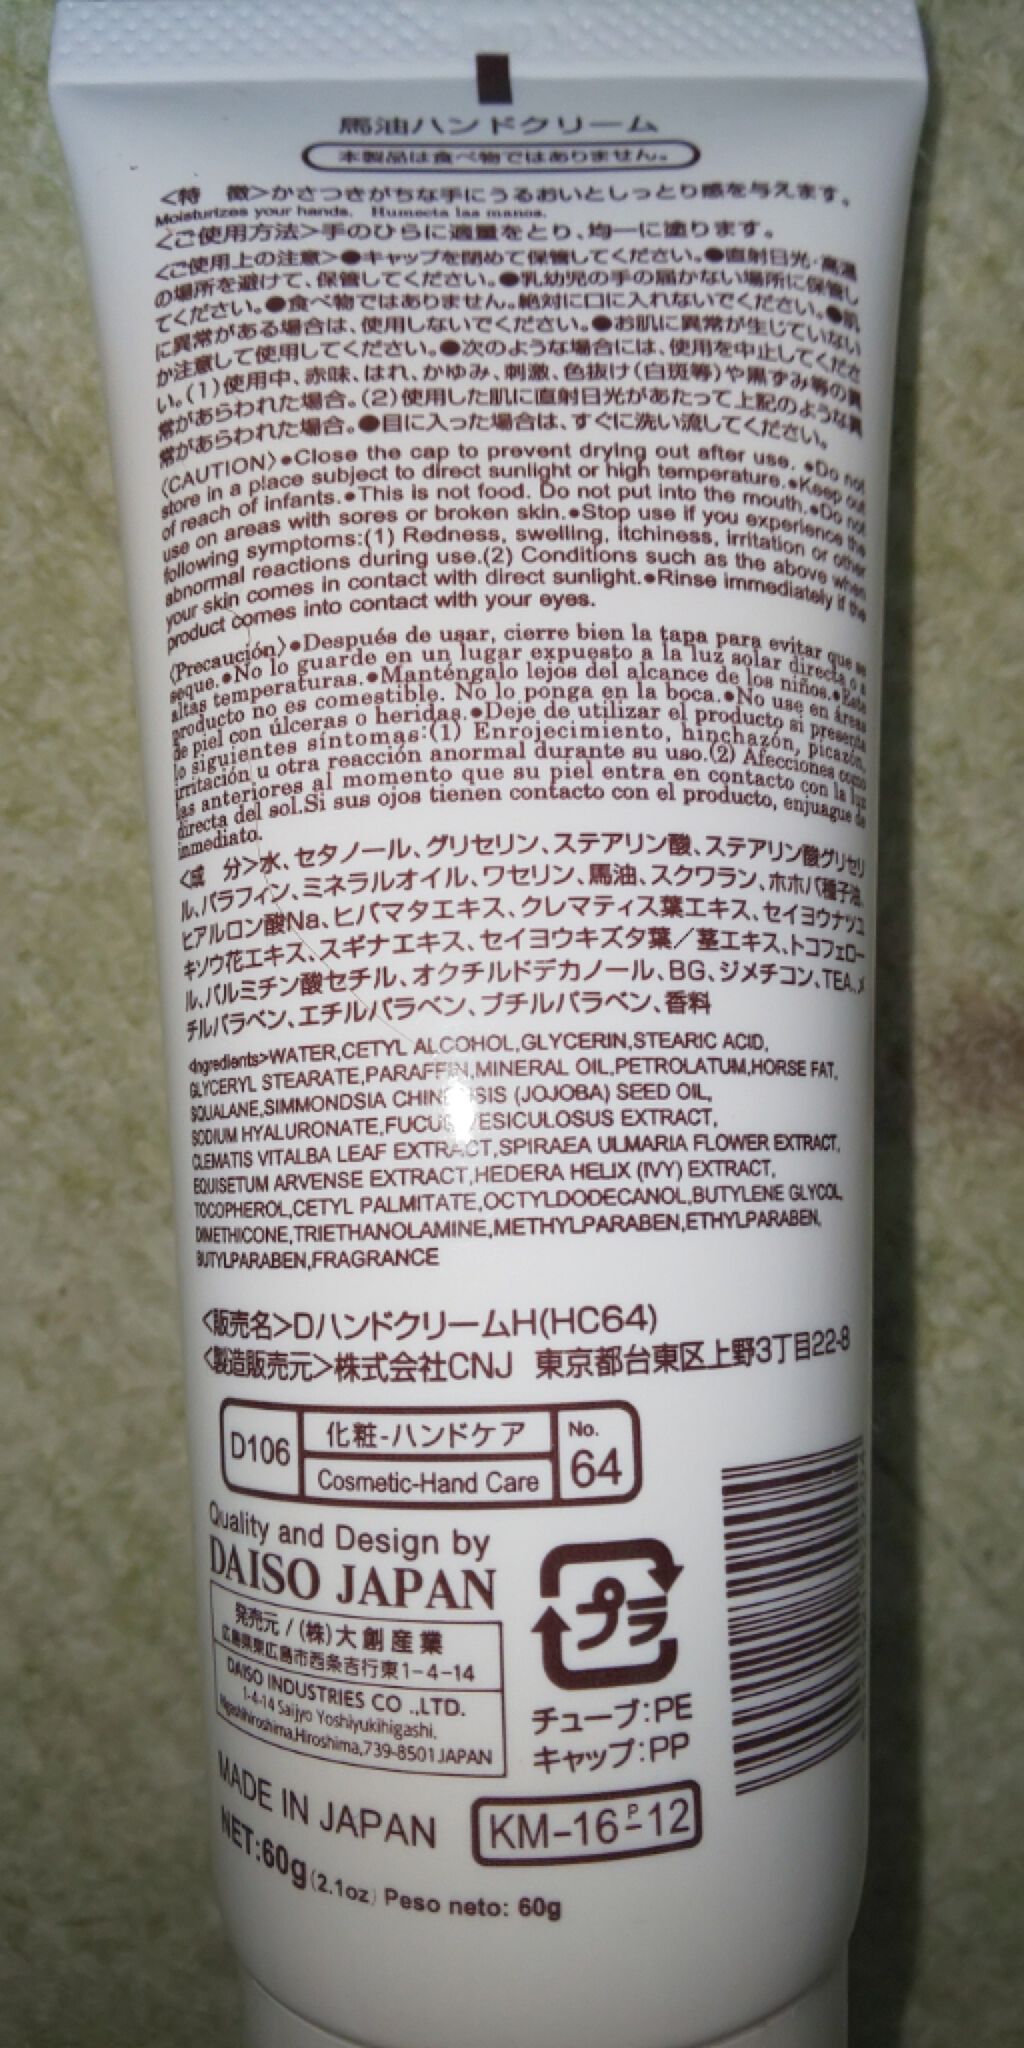 馬油ハンドクリーム
本製品は食べ物ではありません。
<特　徴>かさつきがちな手にうるおいとしっとり感を与えます。
Moisturizes your hands.　Humecta las manos.
<ご使用方法>手のひらに適量をとり、均一に塗ります。
<ご使用上の注意>●キャップを閉めて保管してください。●直射日光・高温
の場所を避けて、保管してください。●乳幼児の手の届かない場所に保管し
てください。●食べ物ではありません。絶対に口に入れないでください。●肌
に異常がある場合は、使用しないでください。●お肌に異常が生じていない
か注意して使用してください。●次のような場合には、使用を中止してくださ
い。(1)使用中、赤味、はれ、かゆみ、刺激、色抜け(白斑等)や黒ずみ等の異
常があらわれた場合。(2)使用した肌に直射日光があたって上記のような異
常があらわれた場合。●目に入った場合は、すぐに洗い流してください。
〈CAUTION〉●Close the cap to prevent drying out after use. ●Do not
store in a place subject to direct sunlight or high temperature.●Keep out
of reach of infants.●This is not food. Do not put into the mouth.●Do not
use on areas with sores or broken skin.●Stop use if you experience the
following symptoms:(1) Redness, swelling, itchiness, irritation or other
abnormal reactions during use.(2) Conditions such as the above when
your skin comes in contact with direct sunlight.●Rinse immediately if the
product comes into contact with your eyes.
〈Precaución〉●Después de usar, cierre bien la tapa para evitar que se
seque.●No lo guarde en un lugar expuesto a la luz solar directa o a
altas temperaturas.●Manténgalo lejos del alcance de los niños.●Este
producto no es comestible. No lo ponga en la boca.●No use en áreas
de piel con úlceras o heridas.●Deje de utilizar el producto si presenta
lo siguientes síntomas:(1) Enrojecimiento, hinchazón, picazón,
irritación u otra reacción anormal durante su uso.(2) Afecciones como
las anteriores al momento que su piel entra en contacto con la luz
directa del sol.Si sus ojos tienen contacto con el producto, enjuague de
inmediato.
<成　分>水、セタノール、グリセリン、ステアリン酸、ステアリン酸グリセリ
ル、パラフィン、ミネラルオイル、ワセリン、馬油、スクワラン、ホホバ種子油、
ヒアルロン酸Na、ヒバマタエキス、クレマティス葉エキス、セイヨウナツユ
キソウ花エキス、スギナエキス、セイヨウキズタ葉／茎エキス、トコフェロー
ル、パルミチン酸セチル、オクチルドデカノール、BG、ジメチコン、TEA、メ
チルパラベン、エチルパラベン、ブチルパラベン、香料
<Ingredients>WATER,CETYL ALCOHOL,GLYCERIN,STEARIC ACID,
GLYCERYL STEARATE,PARAFFIN,MINERAL OIL,PETROLATUM,HORSE FAT,
SQUALANE,SIMMONDSIA CHINENSIS (JOJOBA) SEED OIL,
SODIUM HYALURONATE,FUCUS VESICULOSUS EXTRACT,
CLEMATIS VITALBA LEAF EXTRACT,SPIRAEA ULMARIA FLOWER EXTRACT,
EQUISETUM ARVENSE EXTRACT,HEDERA HELIX (IVY) EXTRACT,
TOCOPHEROL,CETYL PALMITATE,OCTYLDODECANOL,BUTYLENE GLYCOL,
DIMETHICONE,TRIETHANOLAMINE,METHYLPARABEN,ETHYLPARABEN,
BUTYLPARABEN,FRAGRANCE
<販売名>DハンドクリームH(HC64)
<製造販売元>株式会社CNJ　東京都台東区上野3丁目22-8
D106
化粧-ハンドケア
Cosmetic-Hand Care
No.
64
Quality and Design by
DAISO JAPAN
発売元 / (株)大創産業
広島県東広島市西条吉行東1-4-14
DAISO INDUSTRIES CO .,LTD.
1-4-14 Saijyo Yoshiyukihigashi,
Higashihiroshima,Hiroshima,739-8501 JAPAN
プラ
チューブ:PE
キャップ:PP
MADE IN JAPAN
KM-16-P-12
NET:60g(2.1oz) Peso neto: 60g